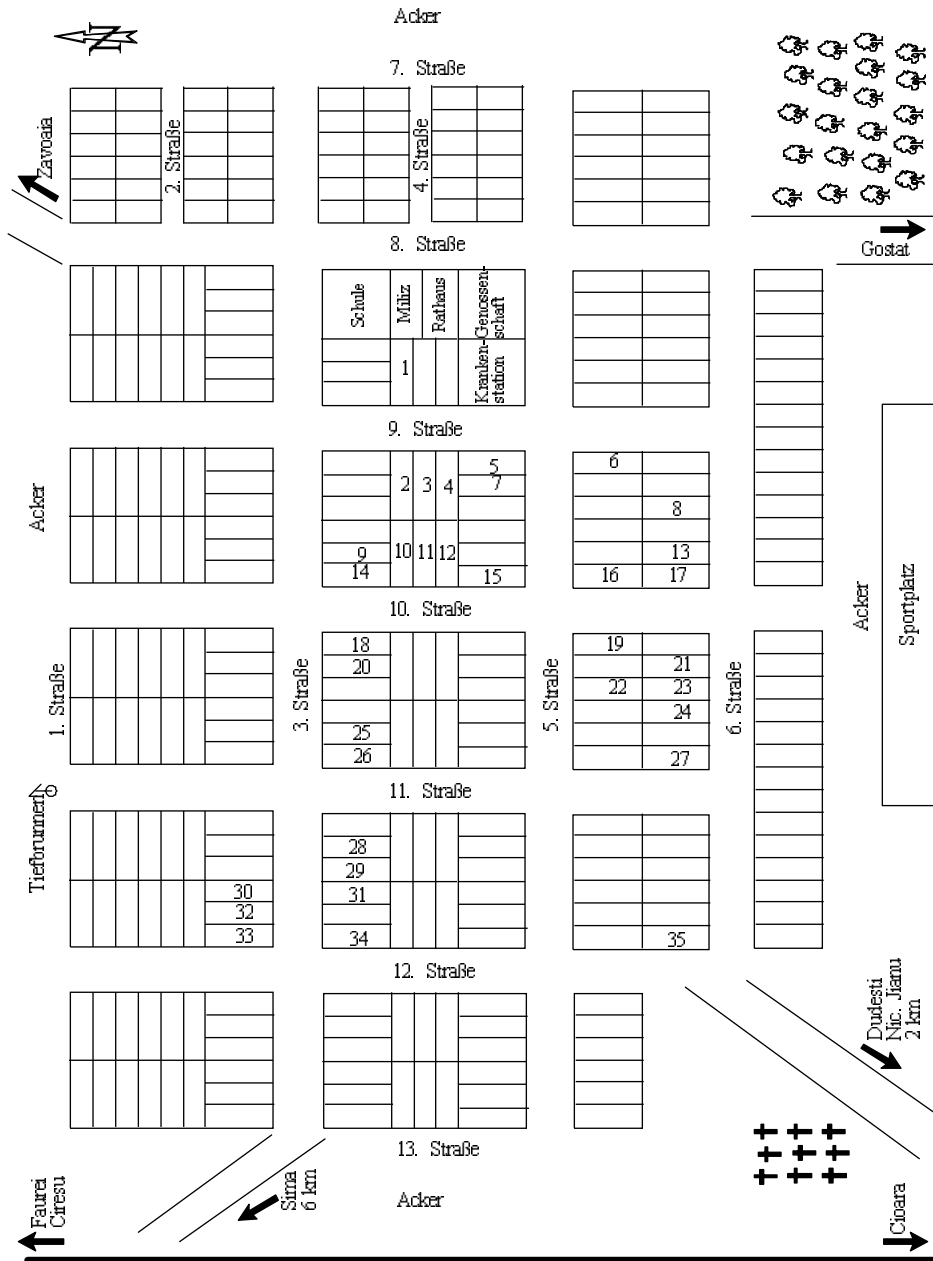 Acker
N
7. Straße
Zavoaia
2. Straße
4. Straße
8. Straße
Gostat
Schule
Miliz
Rathaus
Genossen-
schaft
1
Kranken-
station
9. Straße
Acker
2 3 4 5
7
6
8
9 10 11 12
14 15
13
16 17
Acker
Sportplatz
10. Straße
1. Straße
3. Straße
18
20
25
26
5. Straße
19
21
22 23
24
27
6. Straße
11. Straße
Tiefbrunnen
28
29
30 31
32
33 34
35
12. Straße
Dudesti
Nic. Jianu
2 km
13. Straße
Faurei
Ciresu
Sima
6 km
Acker
Cioara